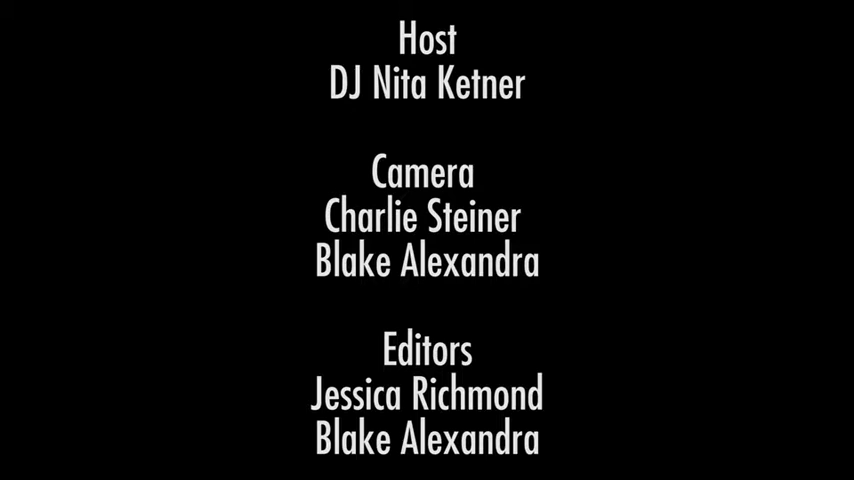 Host
DJ Nita Ketner
Camera
Charlie Steiner
Blake Alexandra
Editors
Jessica Richmond
Blake Alexandra